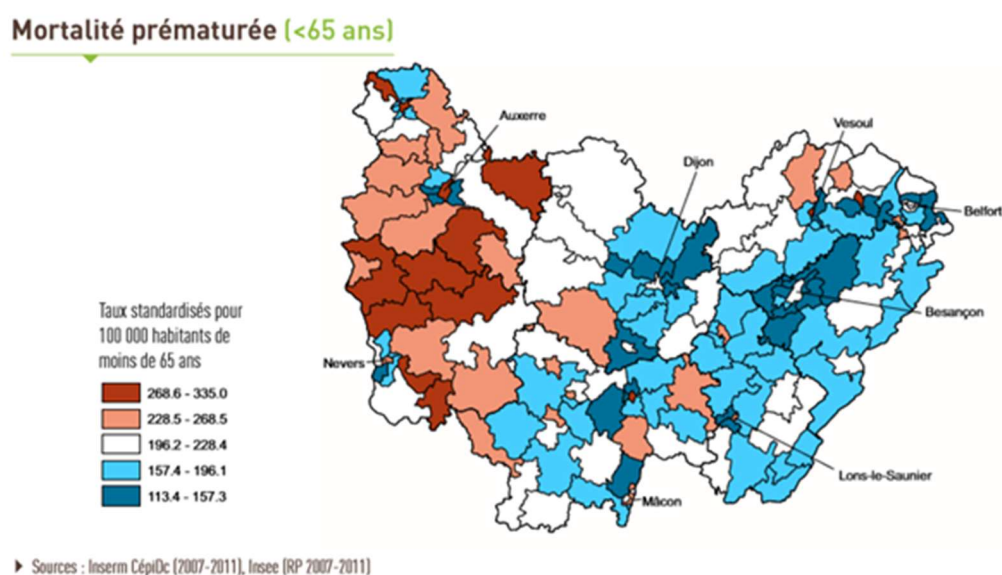 Mortalité prématurée (<65 ans)
Auxerre
Vesoul
Dijon
Belfort
Taux standardisés pour
100 000 habitants de
moins de 65 ans
Besançon
Nevers
268.6 - 335.0
228.5 - 268.5
196.2 - 228.4
157.4 - 196.1
113.4 - 157.3
Lons-le-Saunier
Mâcon
Sources : Inserm CépiDc (2007-2011), Insee (RP 2007-2011)